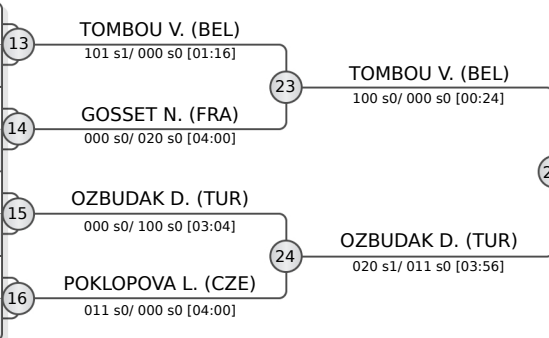 TOMBOU V. (BEL)
13
101 s1/ 000 s0 [01:16]
23
TOMBOU V. (BEL)
100 s0/ 000 s0 [00:24]
GOSSET N. (FRA)
14
000 s0/ 020 s0 [04:00]
OZBUDAK D. (TUR)
15
000 s0/ 100 s0 [03:04]
24
OZBUDAK D. (TUR)
020 s1/ 011 s0 [03:56]
POKLOPOVA L. (CZE)
16
011 s0/ 000 s0 [04:00]